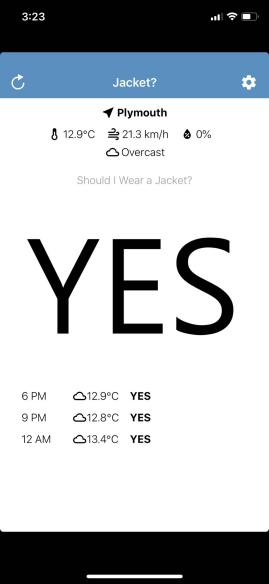 3:23
Jacket?
Plymouth
12.9°C 21.3 km/h 0%
Overcast
Should I Wear a Jacket?
YES
6 PM 12.9°C YES
9 PM 12.8°C YES
12 AM 13.4°C YES